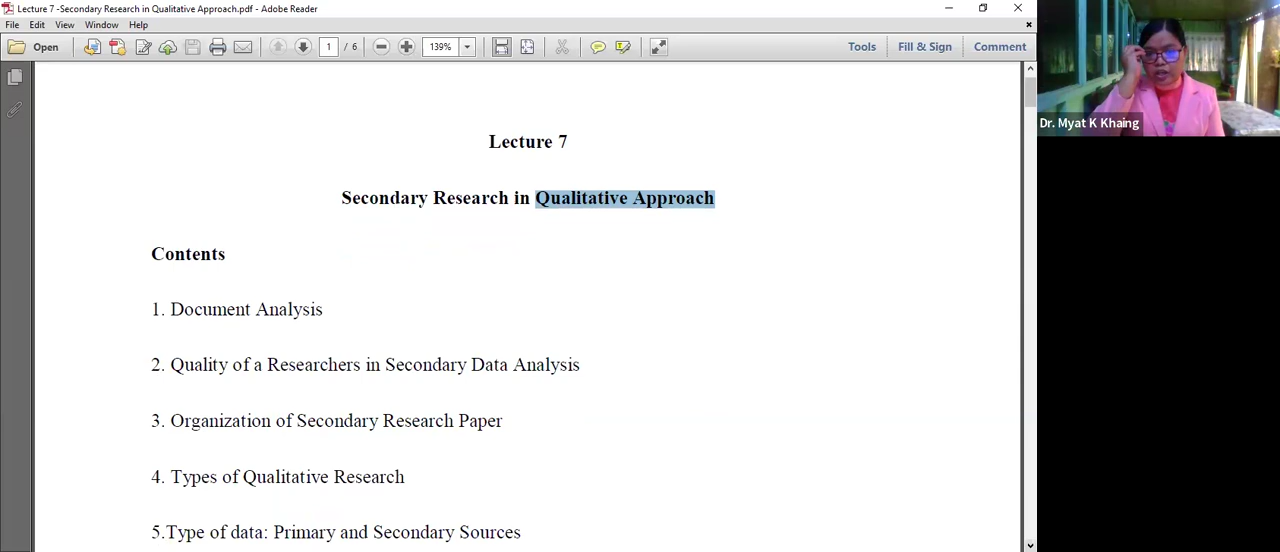 Lecture 7 -Secondary Research in Qualitative Approach.pdf - Adobe Reader
File Edit View Window Help
Open 1 / 6 139% Tools Fill & Sign Comment
Dr. Myat K Khaing
Lecture 7
Secondary Research in Qualitative Approach
Contents
1. Document Analysis
2. Quality of a Researchers in Secondary Data Analysis
3. Organization of Secondary Research Paper
4. Types of Qualitative Research
5.Type of data: Primary and Secondary Sources